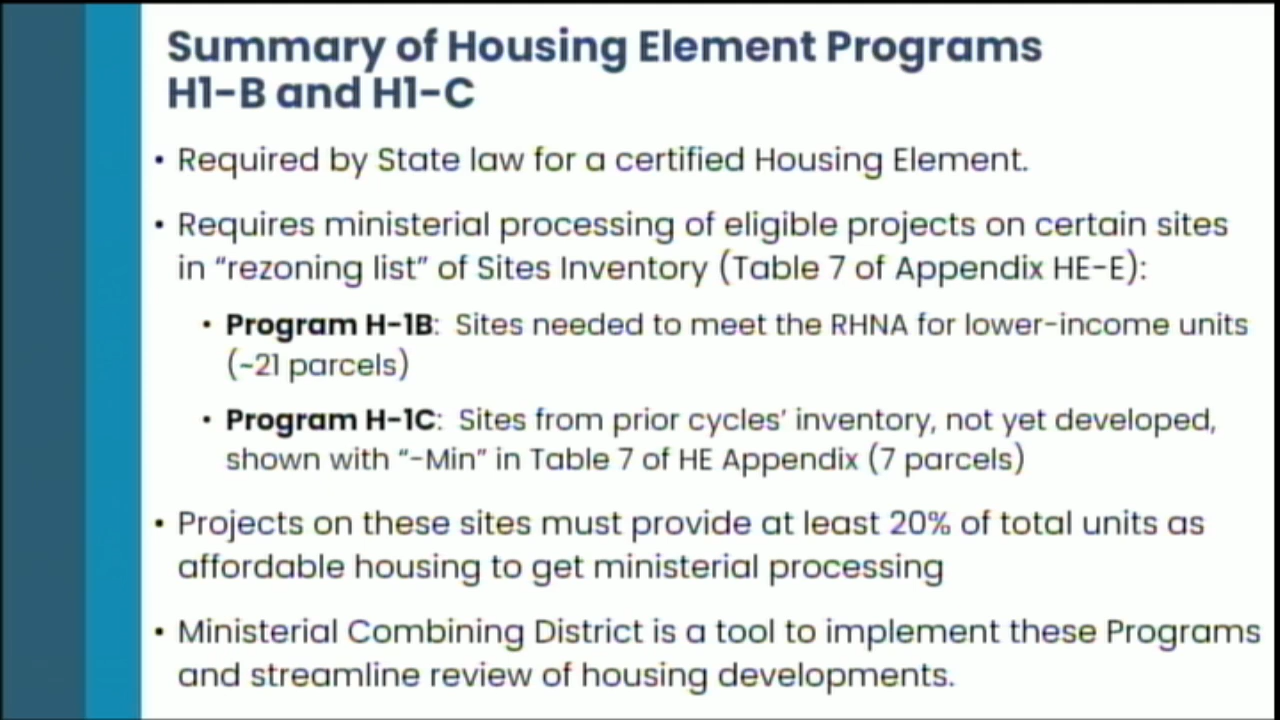 Summary of Housing Element Programs
H1-B and H1-C
• Required by State law for a certified Housing Element.
• Requires ministerial processing of eligible projects on certain sites
in “rezoning list” of Sites Inventory (Table 7 of Appendix HE-E):
• Program H-1B:  Sites needed to meet the RHNA for lower-income units
(~21 parcels)
• Program H-1C:  Sites from prior cycles’ inventory, not yet developed,
shown with “-Min” in Table 7 of HE Appendix (7 parcels)
• Projects on these sites must provide at least 20% of total units as
affordable housing to get ministerial processing
• Ministerial Combining District is a tool to implement these Programs
and streamline review of housing developments.